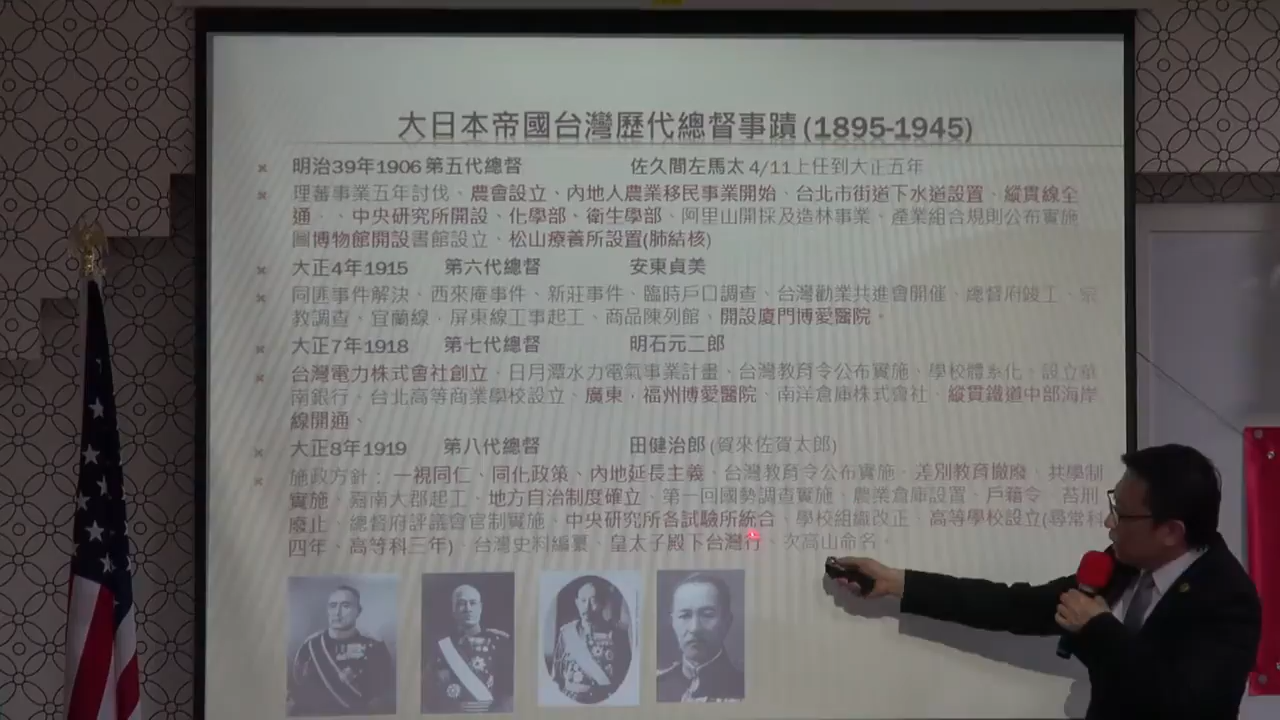 大日本帝國台灣歷代總督事蹟(1895-1945)
明治39年1906 第五代總督 佐久間左馬太 4/11上任到大正五年
理蕃事業五年討伐、農會設立、內地人農業移民事業開始、台北市街道下水道設置、縱貫線全
通、、中央研究所開設、化學部、衛生學部、阿里山開採及造林事業、產業組合規則公布實施
圖博物館開設書館設立、松山療養所設置(肺結核)
大正4年1915 第六代總督 安東貞美
同匪事件解決、西來庵事件、新莊事件、臨時戶口調查、台灣勸業共進會開催、總督府竣工、宗
教調查、宜蘭線，屏東線工事起工、商品陳列館、開設廈門博愛醫院。
大正7年1918 第七代總督 明石元二郎
台灣電力株式會社創立、日月潭水力電氣事業計畫、台灣教育令公布實施、學校體系化、設立華
南銀行、台北高等商業學校設立、廣東，福州博愛醫院、南洋倉庫株式會社、縱貫鐵道中部海岸
線開通、
大正8年1919 第八代總督 田健治郎(賀來佐賀太郎)
施政方針：一視同仁、同化政策、內地延長主義、台灣教育令公布實施、差別教育撤廢、共學制
實施、嘉南大郡起工、地方自治制度確立、第一回國勢調查實施、農業倉庫設置、戶籍令、笞刑
廢止、總督府評議會官制實施、中央研究所各試驗所統合、學校組織改正、高等學校設立(尋常科
四年、高等科三年)、台灣史料編纂、皇太子殿下台灣行、次高山命名。